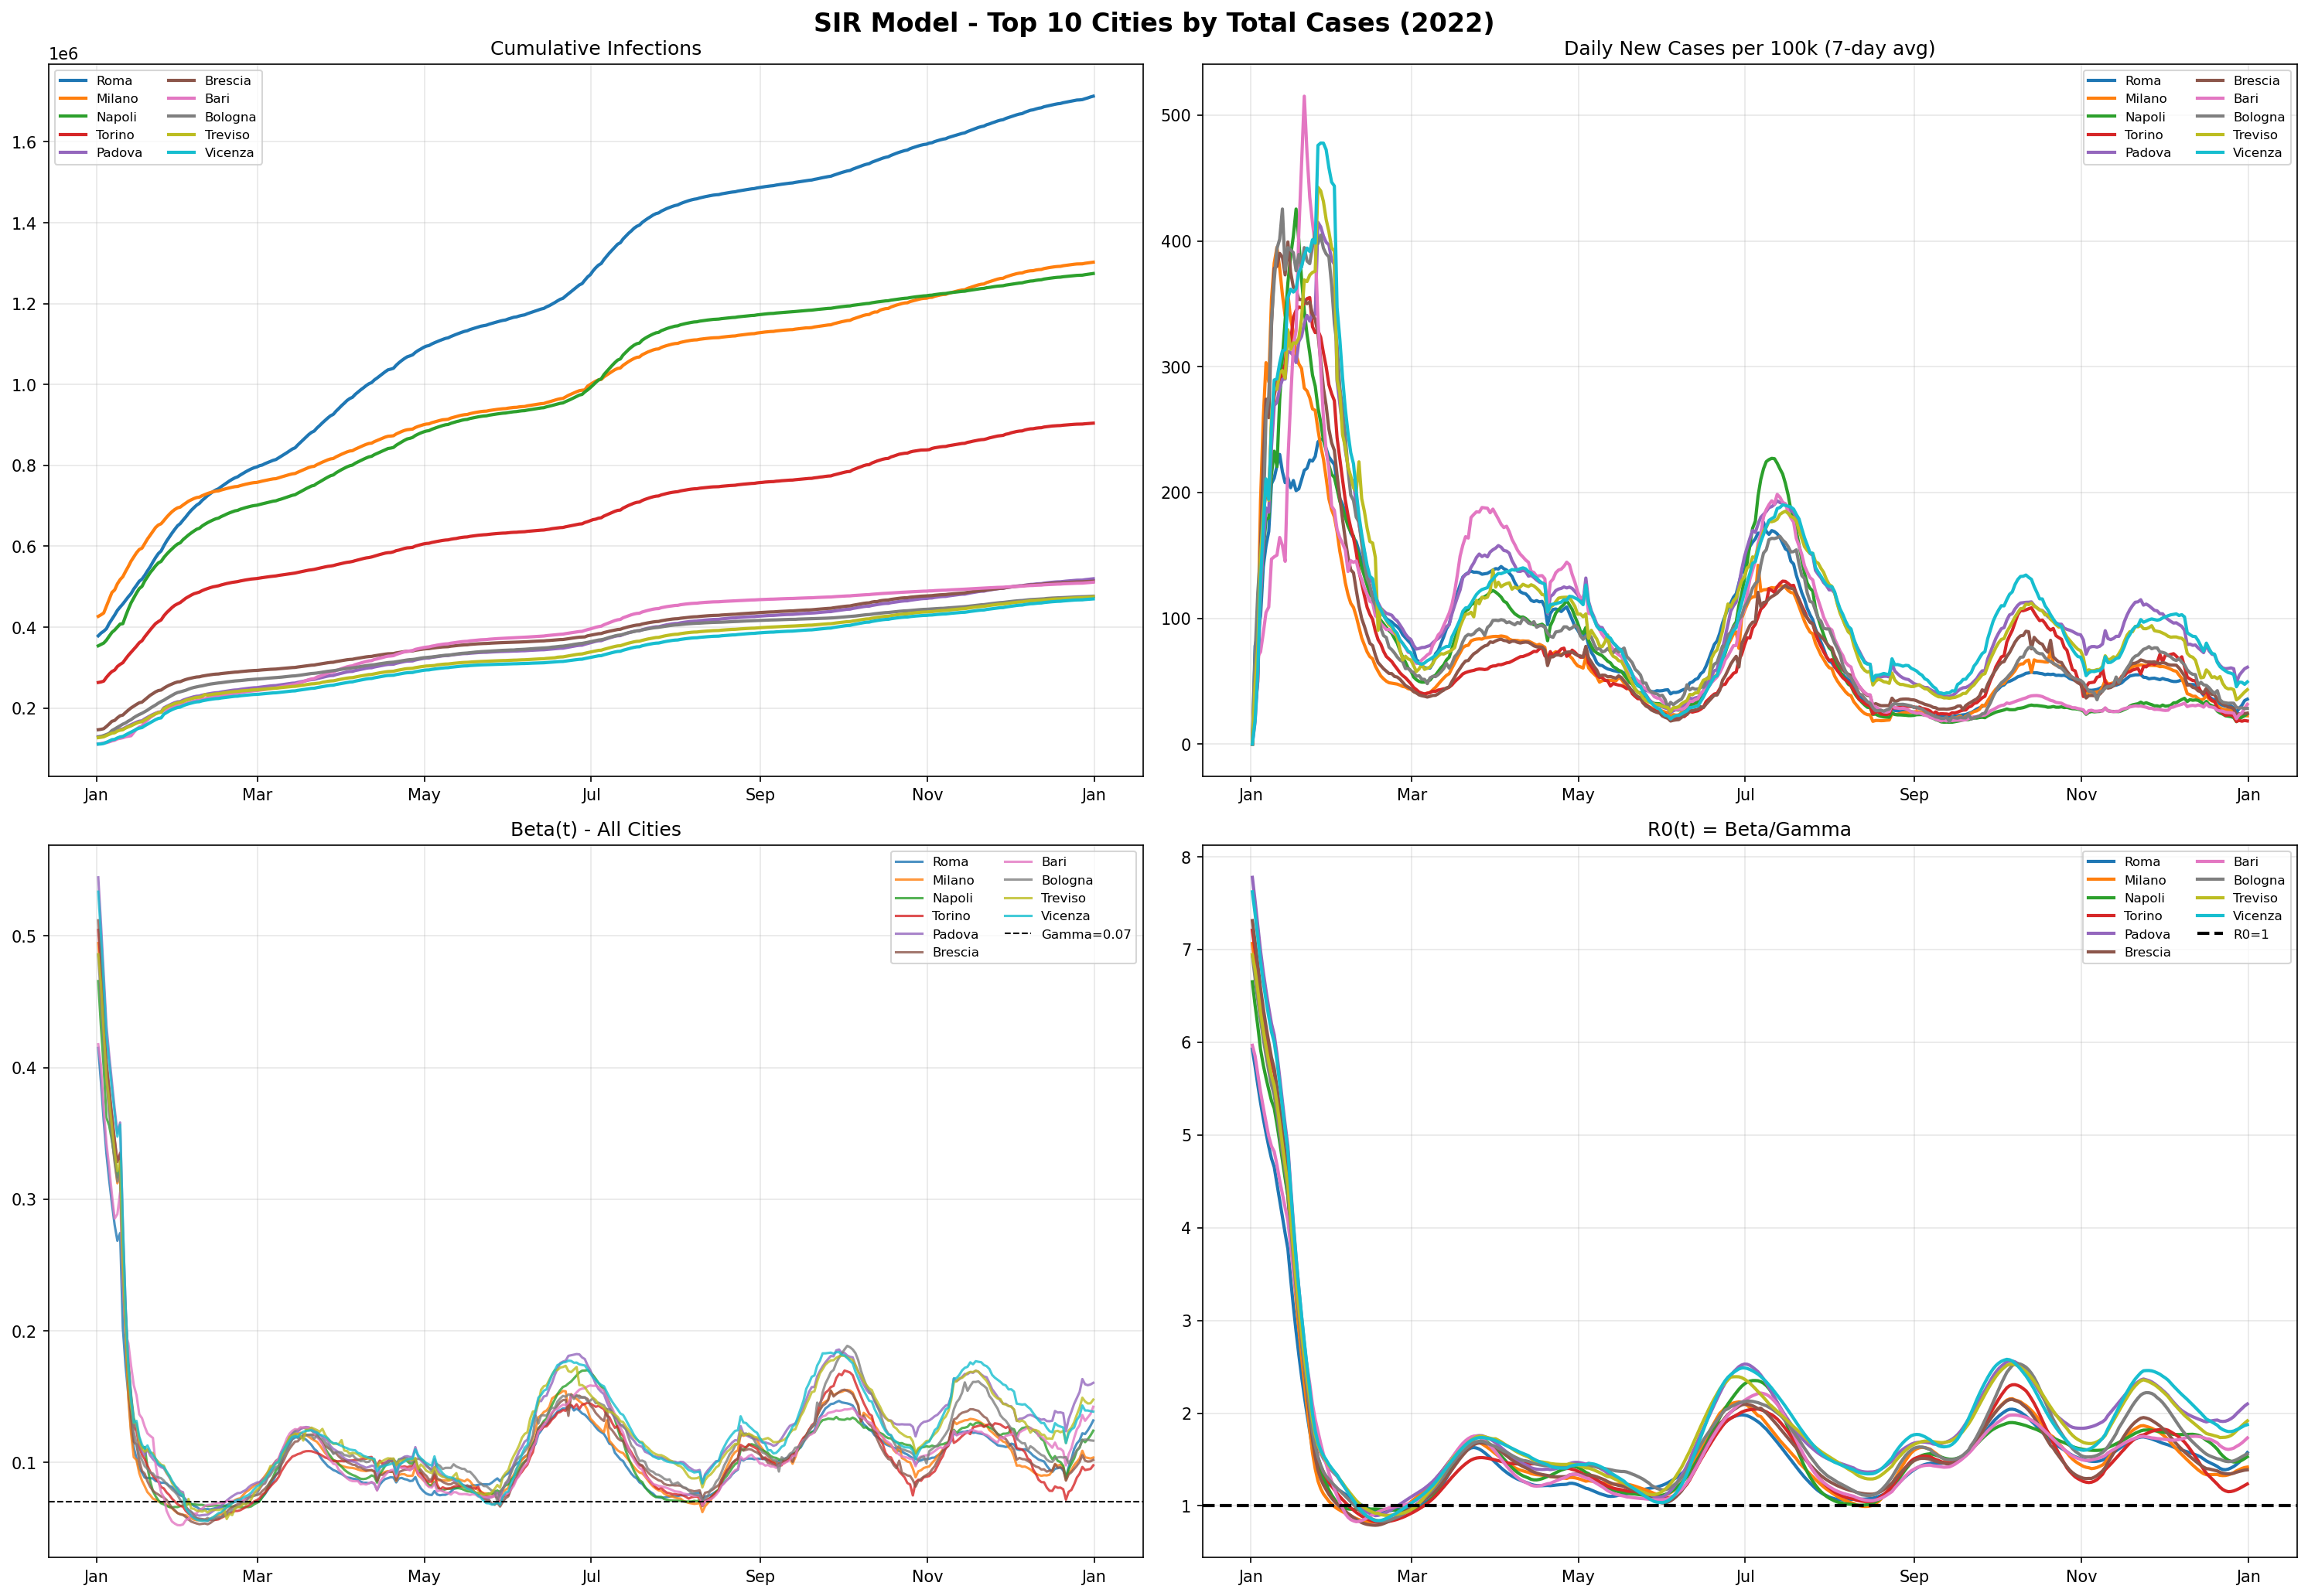 SIR Model - Top 10 Cities by Total Cases (2022)
Cumulative Infections
1e6
Roma
Milano
Napoli
Torino
Padova
Brescia
Bari
Bologna
Treviso
Vicenza
1.6
1.4
1.2
1.0
0.8
0.6
0.4
0.2
Jan Mar May Jul Sep Nov Jan
Daily New Cases per 100k (7-day avg)
Roma
Milano
Napoli
Torino
Padova
Brescia
Bari
Bologna
Treviso
Vicenza
500
400
300
200
100
0
Jan Mar May Jul Sep Nov Jan
Beta(t) - All Cities
Roma
Milano
Napoli
Torino
Padova
Brescia
Bari
Bologna
Treviso
Vicenza
Gamma=0.07
0.5
0.4
0.3
0.2
0.1
Jan Mar May Jul Sep Nov Jan
R0(t) = Beta/Gamma
Roma
Milano
Napoli
Torino
Padova
Brescia
Bari
Bologna
Treviso
Vicenza
R0=1
8
7
6
5
4
3
2
1
Jan Mar May Jul Sep Nov Jan